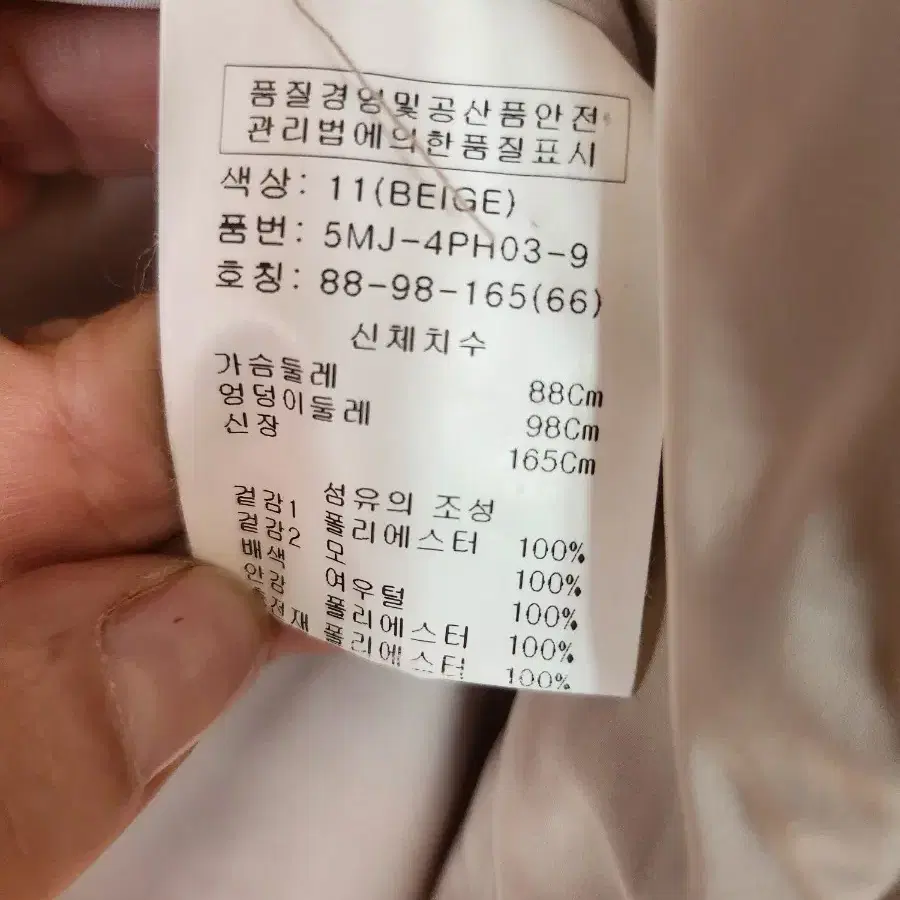 품질경영및공산품안전
관리법에의한품질표시
색상: 11(BEIGE)
품번: 5MJ-4PH03-9
호칭: 88-98-165(66)
신체치수
가슴둘레 88Cm
엉덩이둘레 98Cm
신장 165Cm
섬유의 조성
겉감1 폴리에스터 100%
겉감2 모 100%
배색 여우털 100%
안감 폴리에스터 100%
충전재 폴리에스터 100%